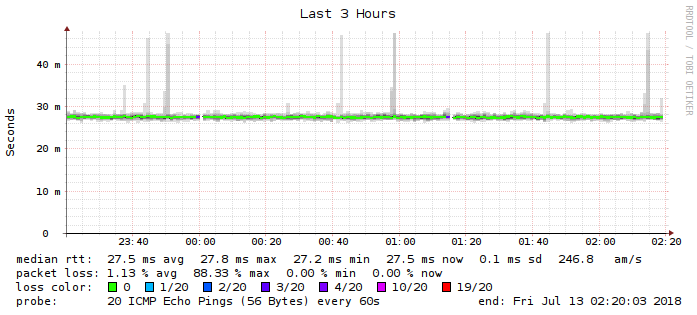 Last 3 Hours
RRDTOOL / TOBI OETIKER
Seconds
40 m
30 m
20 m
10 m
0
23:40 00:00 00:20 00:40 01:00 01:20 01:40 02:00 02:20
median rtt: 27.5 ms avg 27.8 ms max 27.2 ms min 27.5 ms now 0.1 ms sd 246.8 am/s
packet loss: 1.13 % avg 88.33 % max 0.00 % min 0.00 % now
loss color: 0 1/20 2/20 3/20 4/20 10/20 19/20
probe: 20 ICMP Echo Pings (56 Bytes) every 60s end: Fri Jul 13 02:20:03 2018